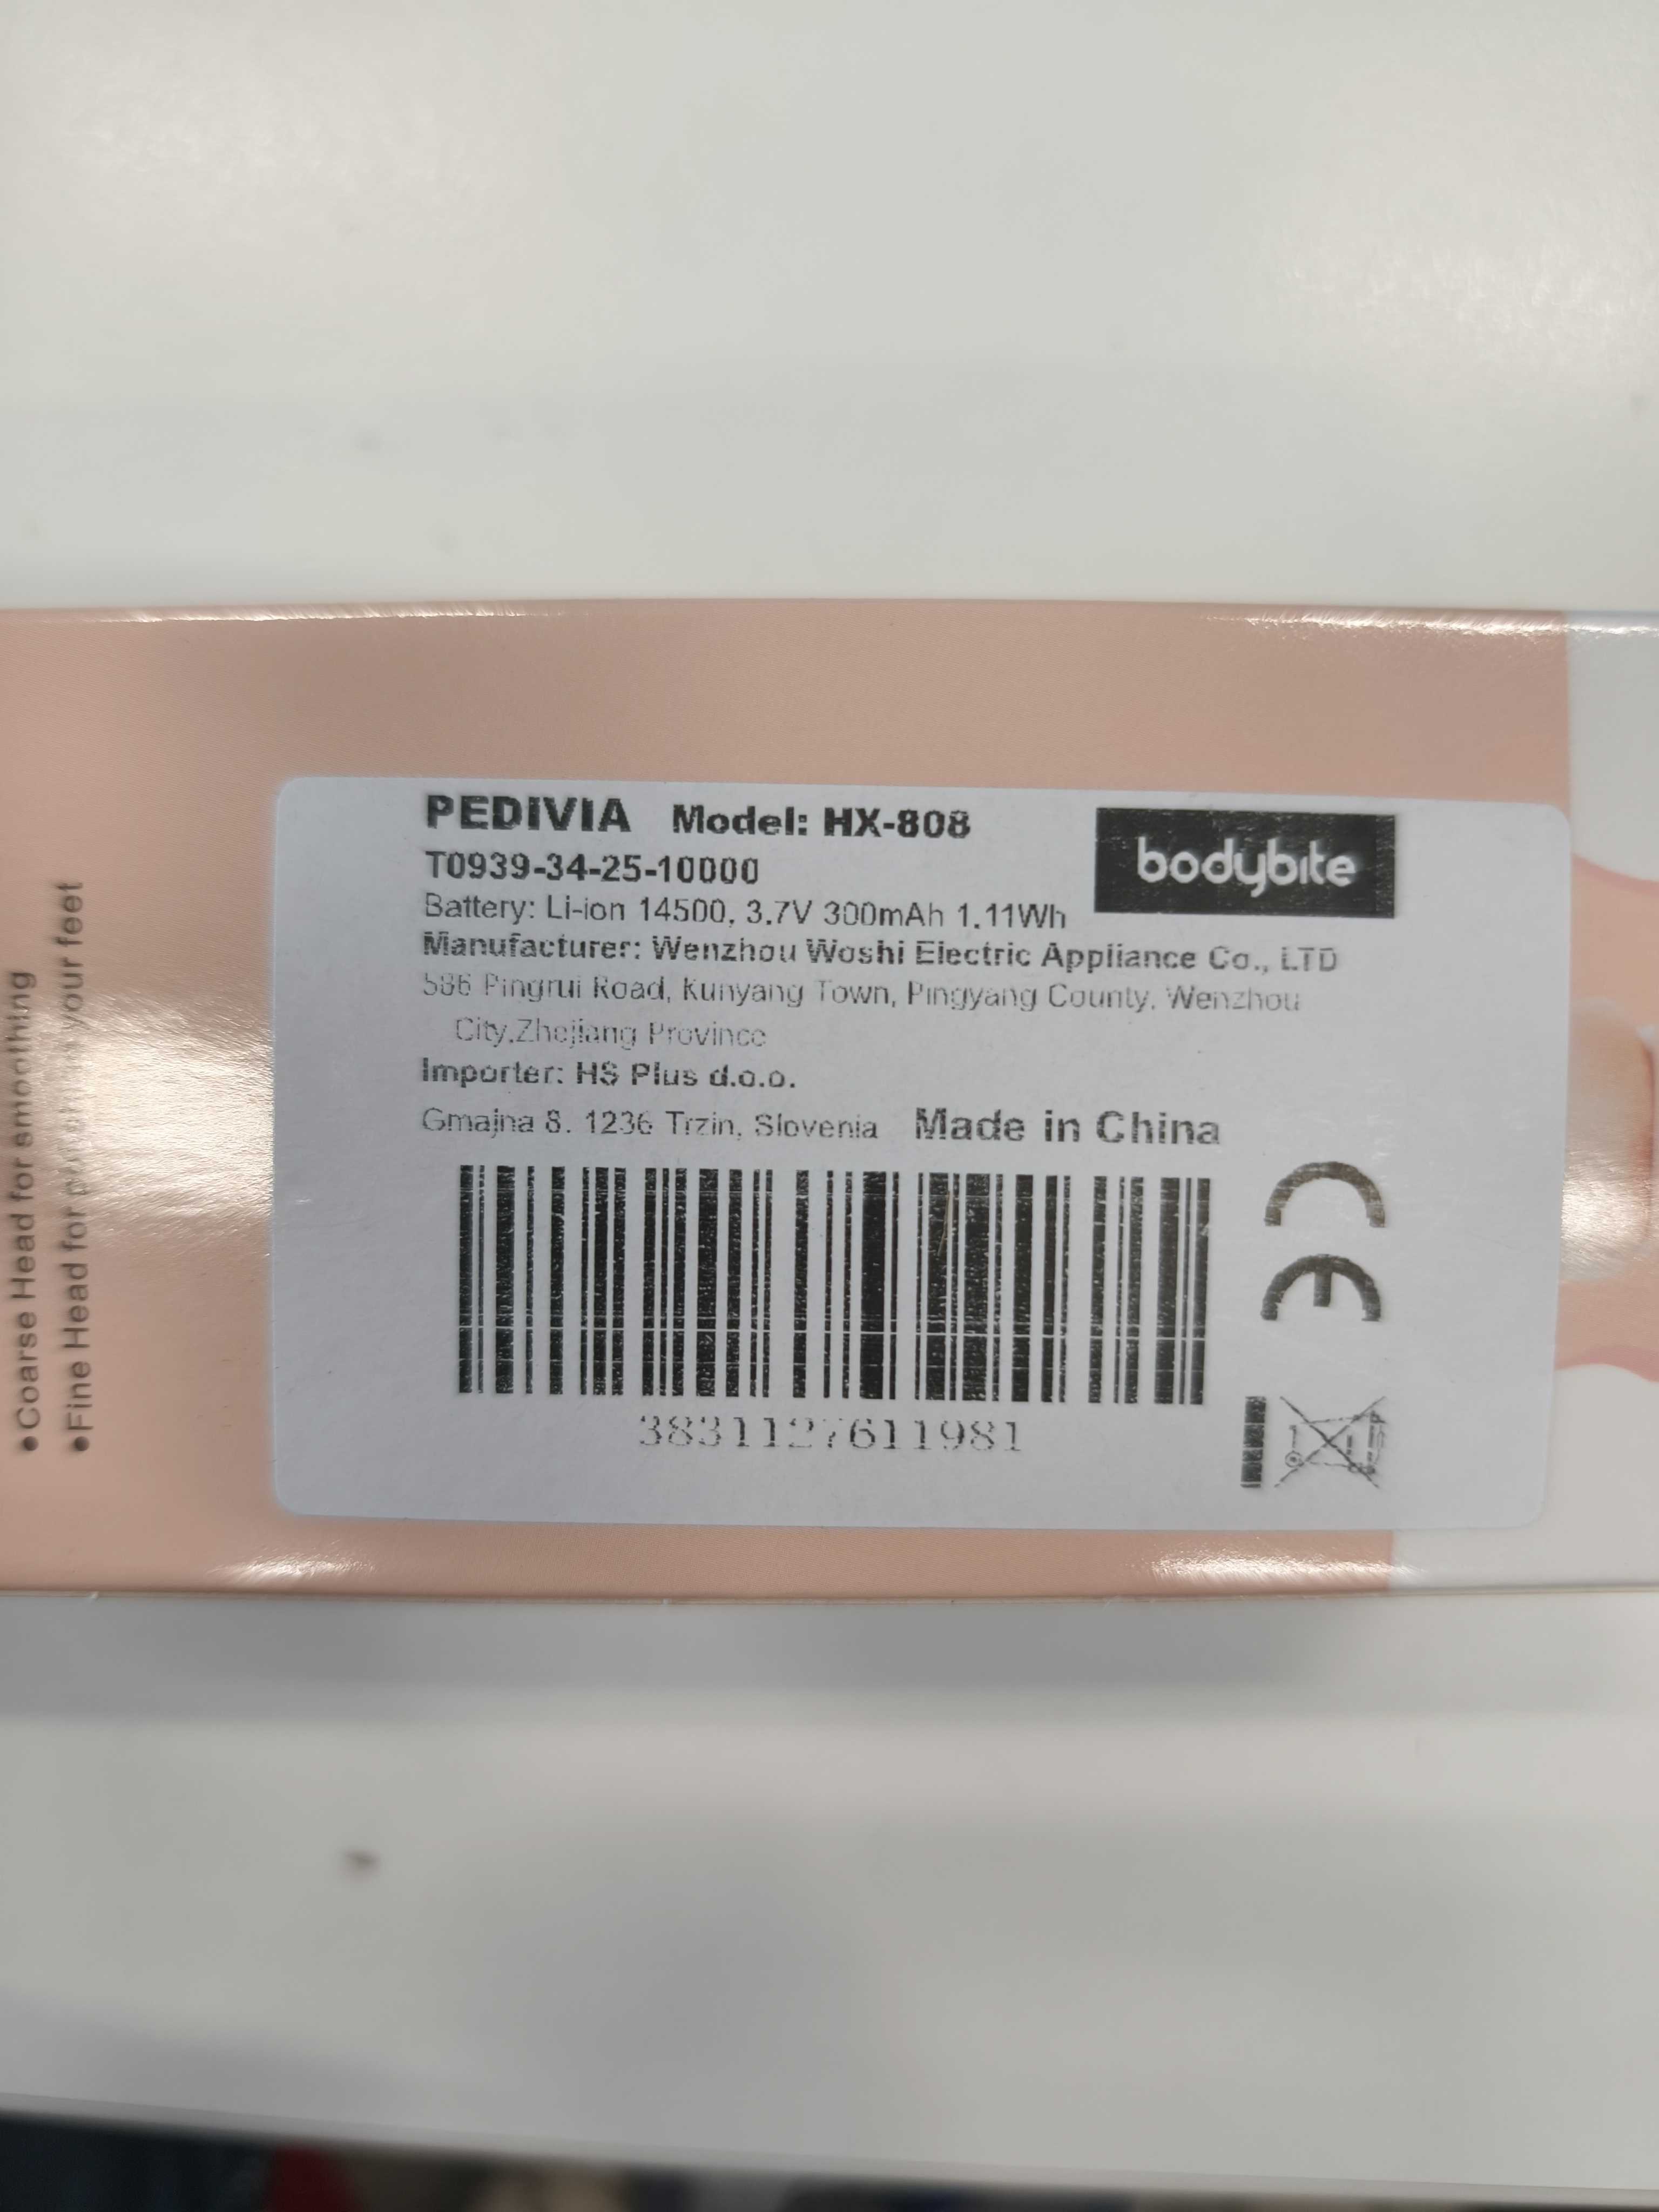 PEDIVIA Model: HX-808
bodybite
T0939-34-25-10000
Battery: Li-ion 14500, 3.7V 300mAh 1.11Wh
Manufacturer: Wenzhou Woshi Electric Appliance Co., LTD
586 Pingrui Road, Kunyang Town, Pingyang County, Wenzhou
City,Zhejiang Province
Importer: HS Plus d.o.o.
Gmajna 8. 1236 Trzin, Slovenia Made in China
CE
3831127611981
•Coarse Head for smoothing
•Fine Head for polishing your feet